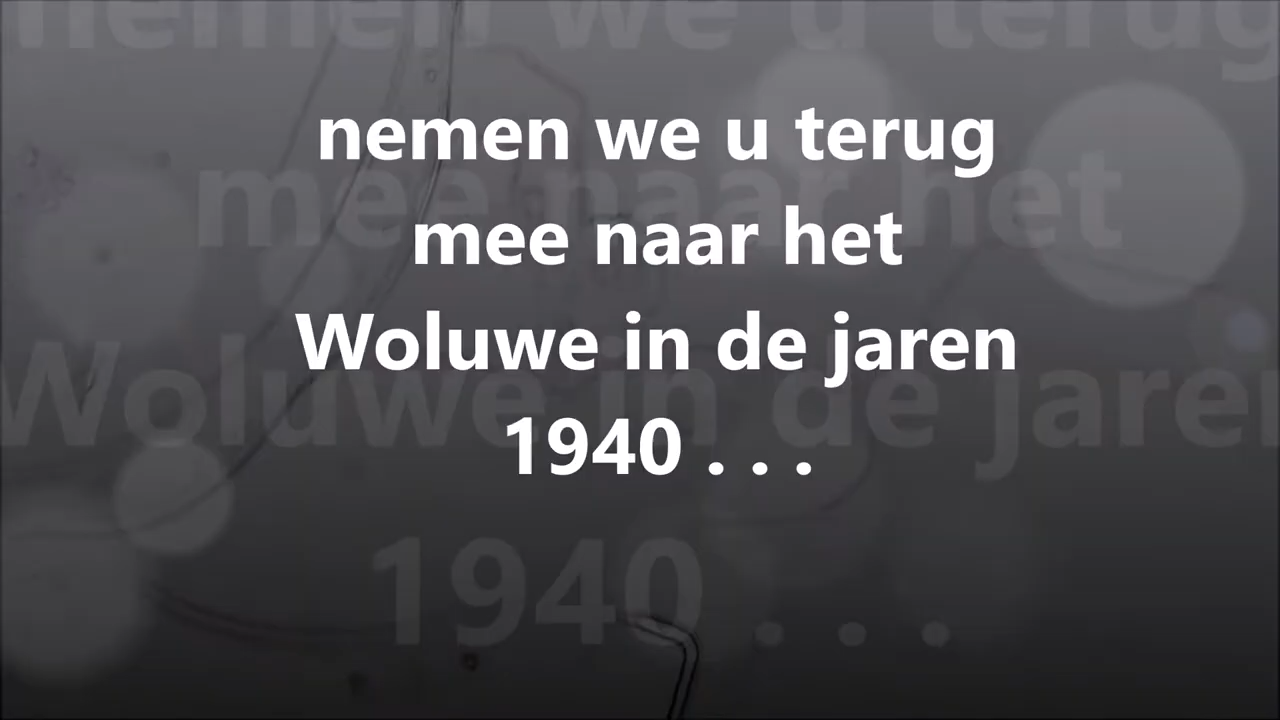 nemen we u terug
mee naar het
Woluwe in de jaren
1940 . . .